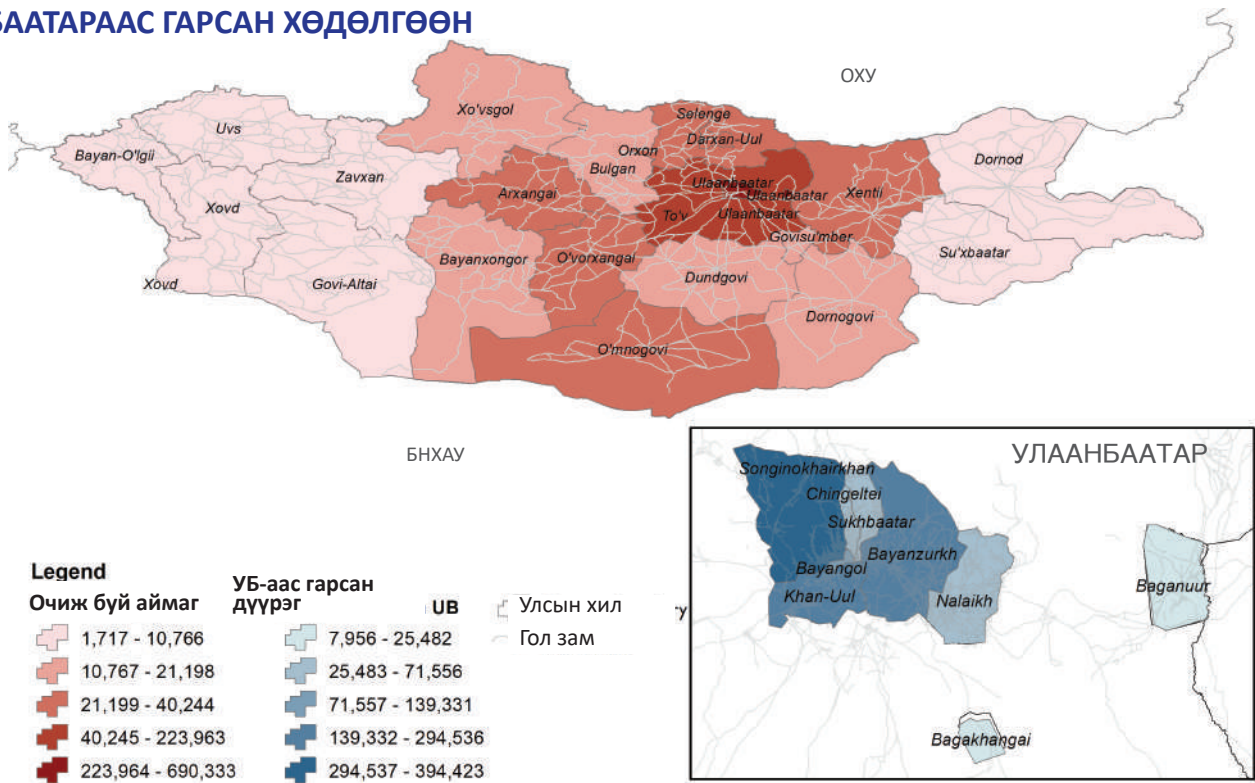 БААТАРААС ГАРСАН ХӨДӨЛГӨӨН
ОХУ
Xo'vsgol
Selenge
Uvs
Darxan-Uul
Orxon
Bayan-O'lgii
Bulgan
Dornod
Zavxan
Ulaanbaatar
Arxangai
Ulaanbaatar
Xentii
Xovd
To'v
Ulaanbaatar
Govisu'mber
Su'xbaatar
Bayanxongor
O'vorxangai
Dundgovi
Xovd
Govi-Altai
Dornogovi
O'mnogovi
БНХАУ
УЛААНБААТАР
Songinokhairkhan
Chingeltei
Sukhbaatar
Bayanzurkh
Bayangol
Baganuur
Khan-Uul
Nalaikh
Bagakhangai
Legend
Очиж буй аймаг
1,717 - 10,766
10,767 - 21,198
21,199 - 40,244
40,245 - 223,963
223,964 - 690,333
УБ-аас гарсан
дүүрэг
UB
7,956 - 25,482
25,483 - 71,556
71,557 - 139,331
139,332 - 294,536
294,537 - 394,423
Улсын хил
Гол зам